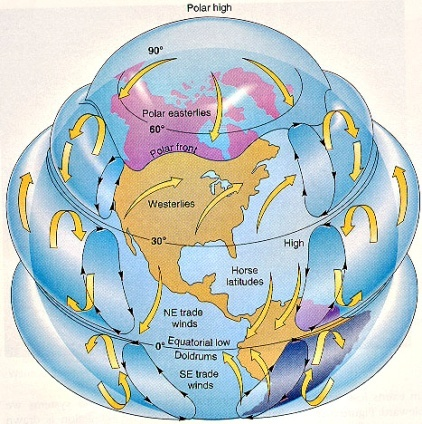 Polar high
90°
Polar easterlies
60°
Polar front
Westerlies
30°
High
Horse
latitudes
NE trade
winds
0° Equatorial low
Doldrums
SE trade
winds